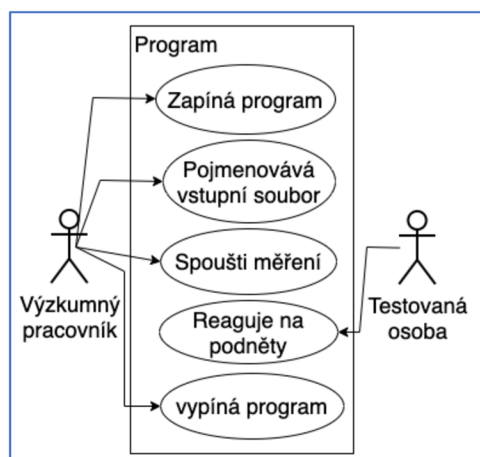 Program
Zapíná program
Pojmenovává
vstupní soubor
Spoušti měření
Reaguje na
podněty
vypíná program
Výzkumný
pracovník
Testovaná
osoba